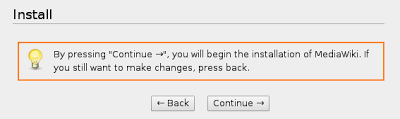 Install
By pressing "Continue →", you will begin the installation of MediaWiki. If
you still want to make changes, press back.
← Back Continue →